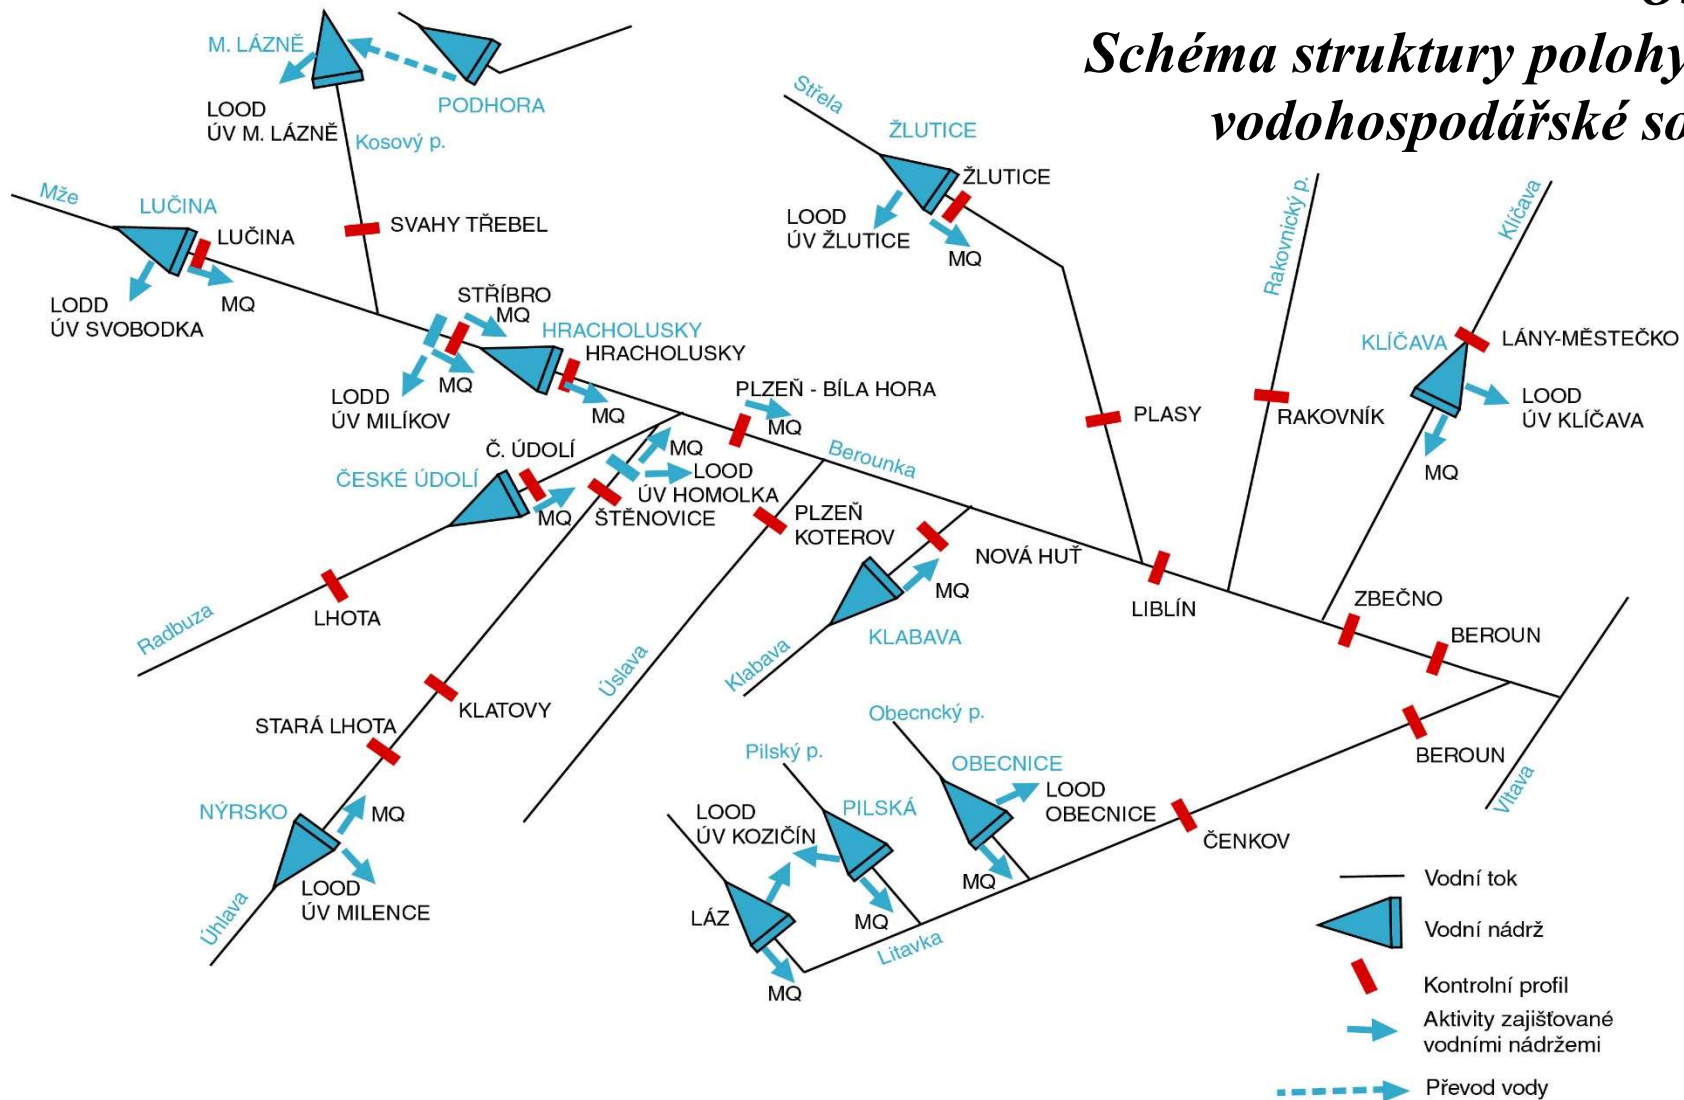 Schéma struktury polohy
vodohospodářské so
M. LÁZNĚ
LOOD
ÚV M. LÁZNĚ
PODHORA
Kosový p.
Mže
LUČINA
LUČINA
SVAHY TŘEBEL
LODD
ÚV SVOBODKA
MQ
STŘÍBRO
MQ
HRACHOLUSKY
HRACHOLUSKY
LODD
ÚV MILÍKOV
MQ
MQ
PLZEŇ - BÍLA HORA
MQ
Střela
ŽLUTICE
ŽLUTICE
LOOD
ÚV ŽLUTICE
MQ
Rakovnický p.
Klíčava
KLÍČAVA
LÁNY-MĚSTEČKO
LOOD
ÚV KLÍČAVA
MQ
PLASY
RAKOVNÍK
Berounka
Č. ÚDOLÍ
ČESKÉ ÚDOLÍ
MQ
MQ
LOOD
ÚV HOMOLKA
ŠTĚNOVICE
PLZEŇ
KOTEROV
NOVÁ HUŤ
MQ
KLABAVA
Klabava
LIBLÍN
ZBEČNO
BEROUN
LHOTA
Radbuza
Úslava
KLATOVY
STARÁ LHOTA
NÝRSKO
MQ
LOOD
ÚV MILENCE
Úhlava
Obecncký p.
Pilský p.
OBECNICE
LOOD
OBECNICE
PILSKÁ
LOOD
ÚV KOZIČÍN
LÁZ
MQ
MQ
MQ
Litavka
ČENKOV
BEROUN
Vltava
Vodní tok
Vodní nádrž
Kontrolní profil
Aktivity zajišťované
vodními nádržemi
Převod vody